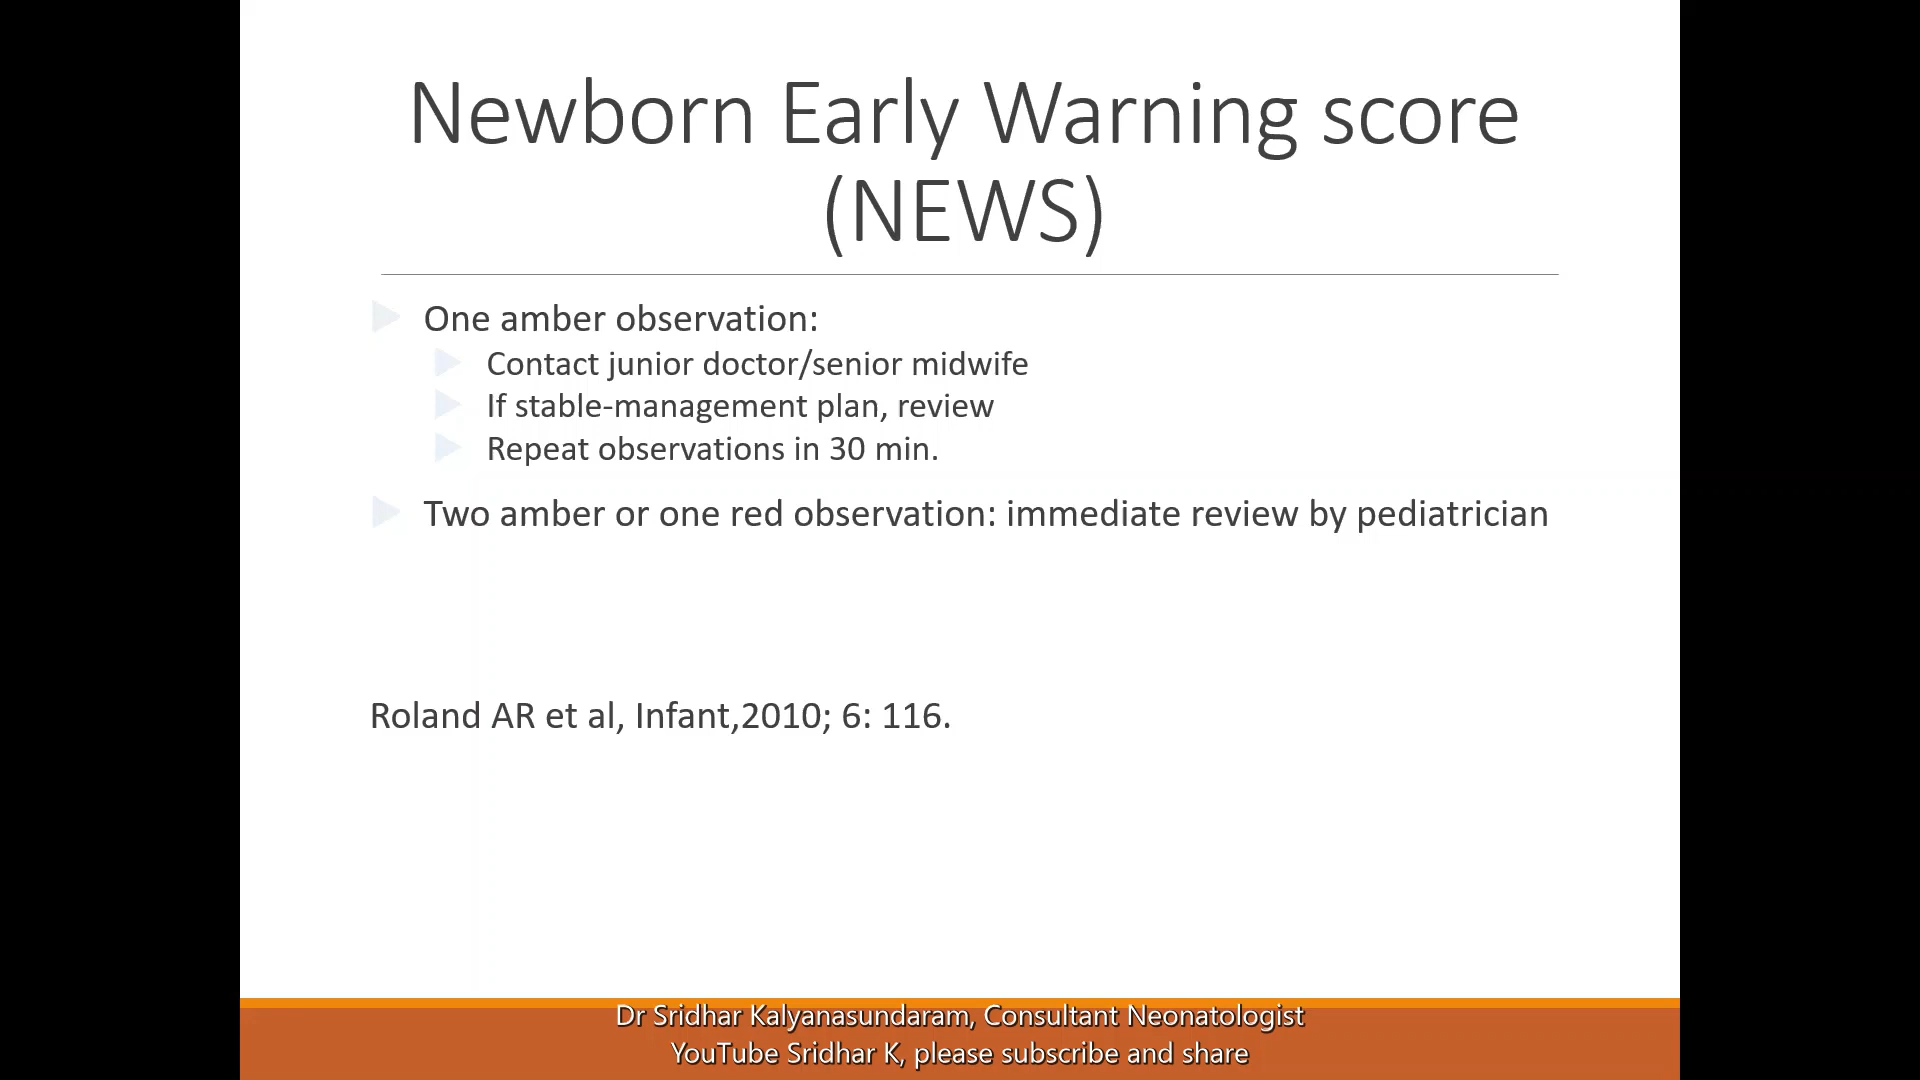 Newborn Early Warning score
(NEWS)
One amber observation:
Contact junior doctor/senior midwife
If stable-management plan, review
Repeat observations in 30 min.
Two amber or one red observation: immediate review by pediatrician
Roland AR et al, Infant,2010; 6: 116.
Dr Sridhar Kalyanasundaram, Consultant Neonatologist
YouTube Sridhar K, please subscribe and share